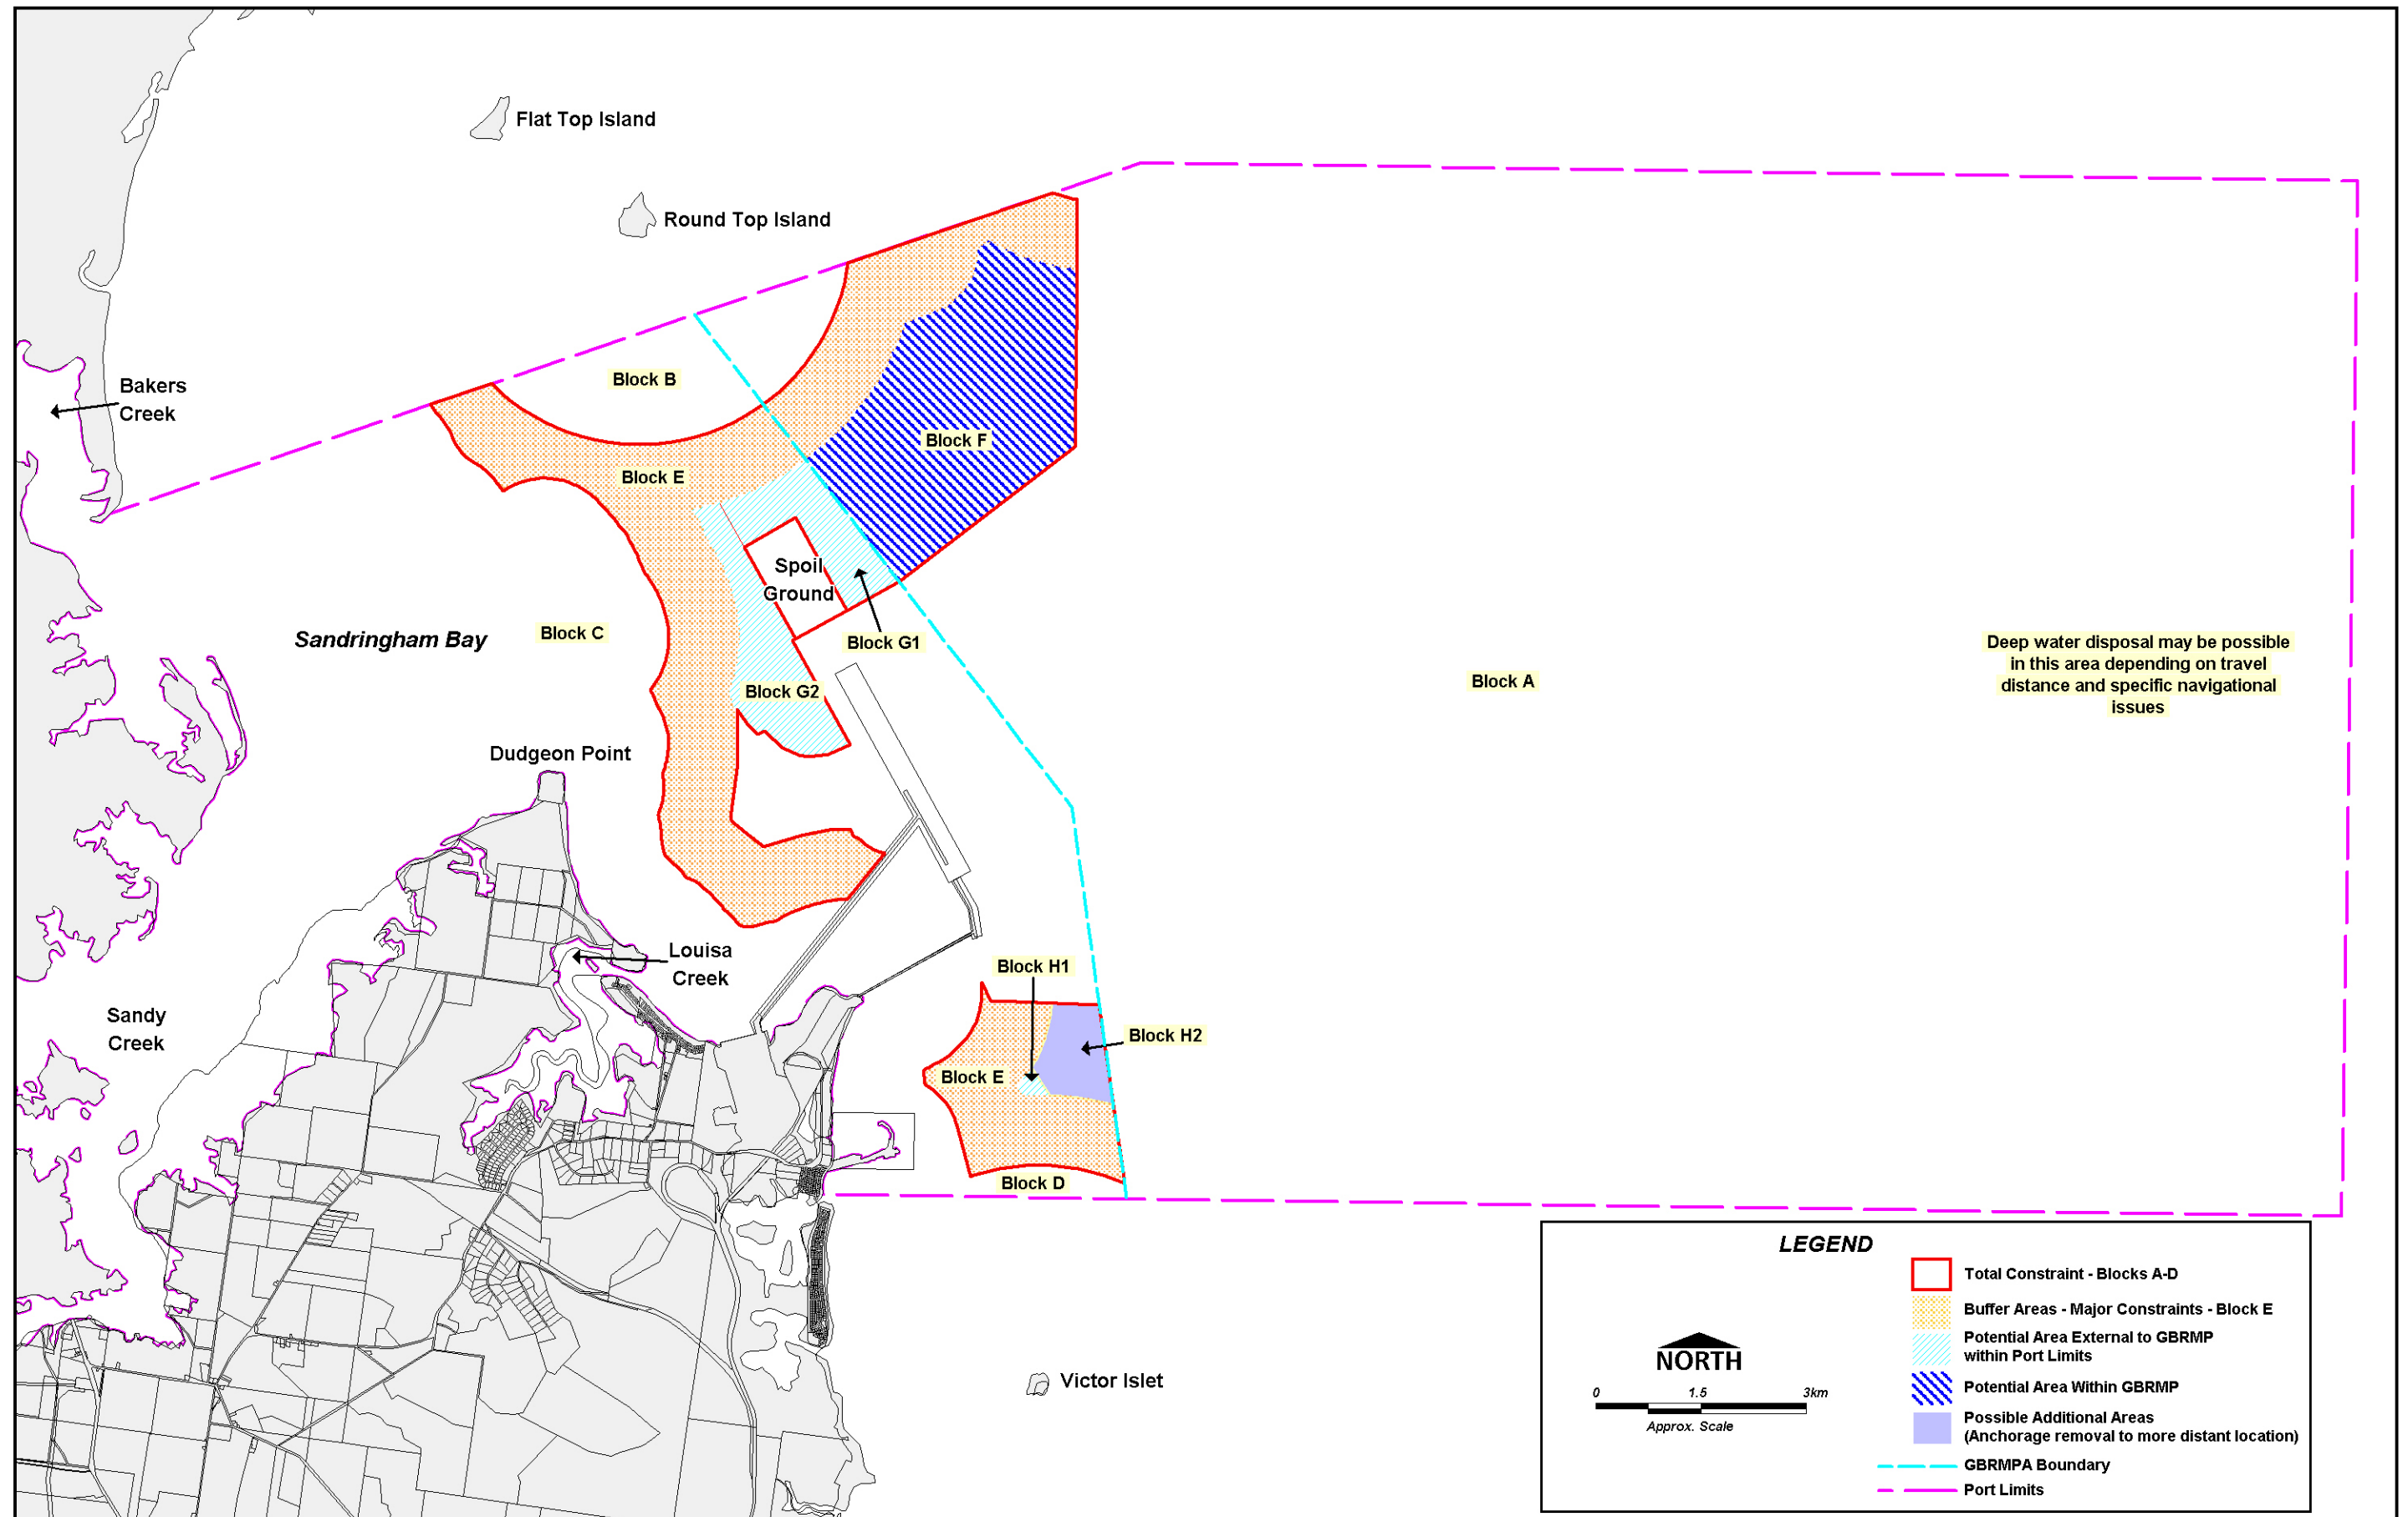 Flat Top Island
Round Top Island
Bakers
Creek
Block B
Block F
Block E
Spoil
Ground
Block G1
Sandringham Bay
Block C
Block A
Deep water disposal may be possible
in this area depending on travel
distance and specific navigational
issues
Block G2
Dudgeon Point
Louisa
Creek
Block H1
Sandy
Creek
Block H2
Block E
Block D
Victor Islet
LEGEND
Total Constraint - Blocks A-D
Buffer Areas - Major Constraints - Block E
Potential Area External to GBRMP
within Port Limits
Potential Area Within GBRMP
Possible Additional Areas
(Anchorage removal to more distant location)
GBRMPA Boundary
Port Limits
NORTH
0 1.5 3km
Approx. Scale